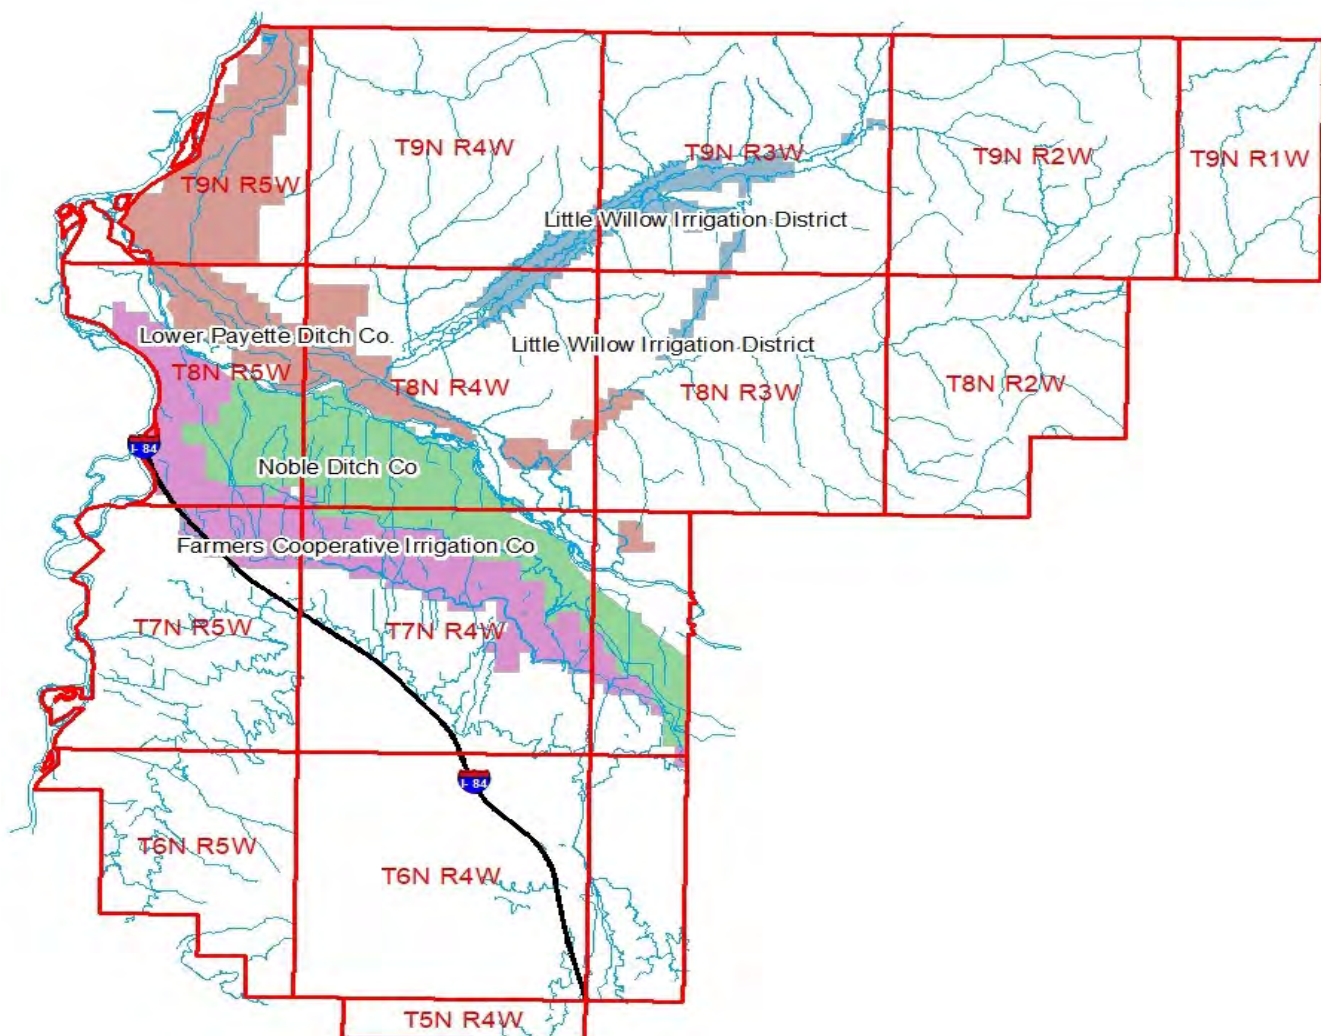 T9N R4W
T9N R3W
T9N R2W
T9N R1W
T9N R5W
Little Willow Irrigation District
Lower Payette Ditch Co.
Little Willow Irrigation District
T8N R5W
T8N R4W
T8N R3W
T8N R2W
I-84
Noble Ditch Co
Farmers Cooperative Irrigation Co
T7N R5W
T7N R4W
I-84
T6N R5W
T6N R4W
T5N R4W